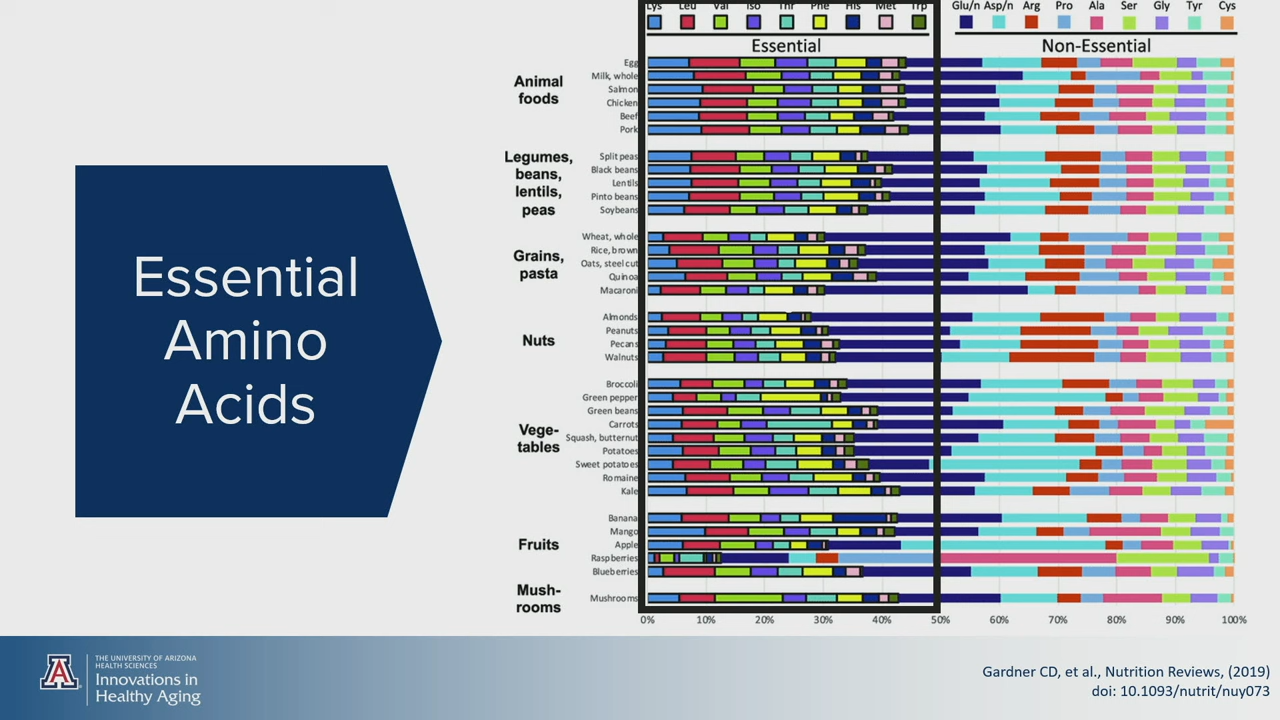 Essential
Amino
Acids
Lys Leu Val Iso Thr Phe His Met Trp Glu/n Asp/n Arg Pro Ala Ser Gly Tyr Cys
Essential Non-Essential
Animal
foods
Egg
Milk, whole
Salmon
Chicken
Beef
Pork
Legumes,
beans,
lentils,
peas
Split peas
Black beans
Lentils
Pinto beans
Soybeans
Grains,
pasta
Wheat, whole
Rice, brown
Oats, steel cut
Quinoa
Macaroni
Nuts
Almonds
Peanuts
Pecans
Walnuts
Vege-
tables
Broccoli
Green pepper
Green beans
Carrots
Squash, butternut
Potatoes
Sweet potatoes
Romaine
Kale
Fruits
Banana
Mango
Apple
Raspberries
Blueberries
Mush-
rooms
Mushrooms
0% 10% 20% 30% 40% 50% 60% 70% 80% 90% 100%
A
THE UNIVERSITY OF ARIZONA
HEALTH SCIENCES
Innovations in
Healthy Aging
Gardner CD, et al., Nutrition Reviews, (2019)
doi: 10.1093/nutrit/nuy073